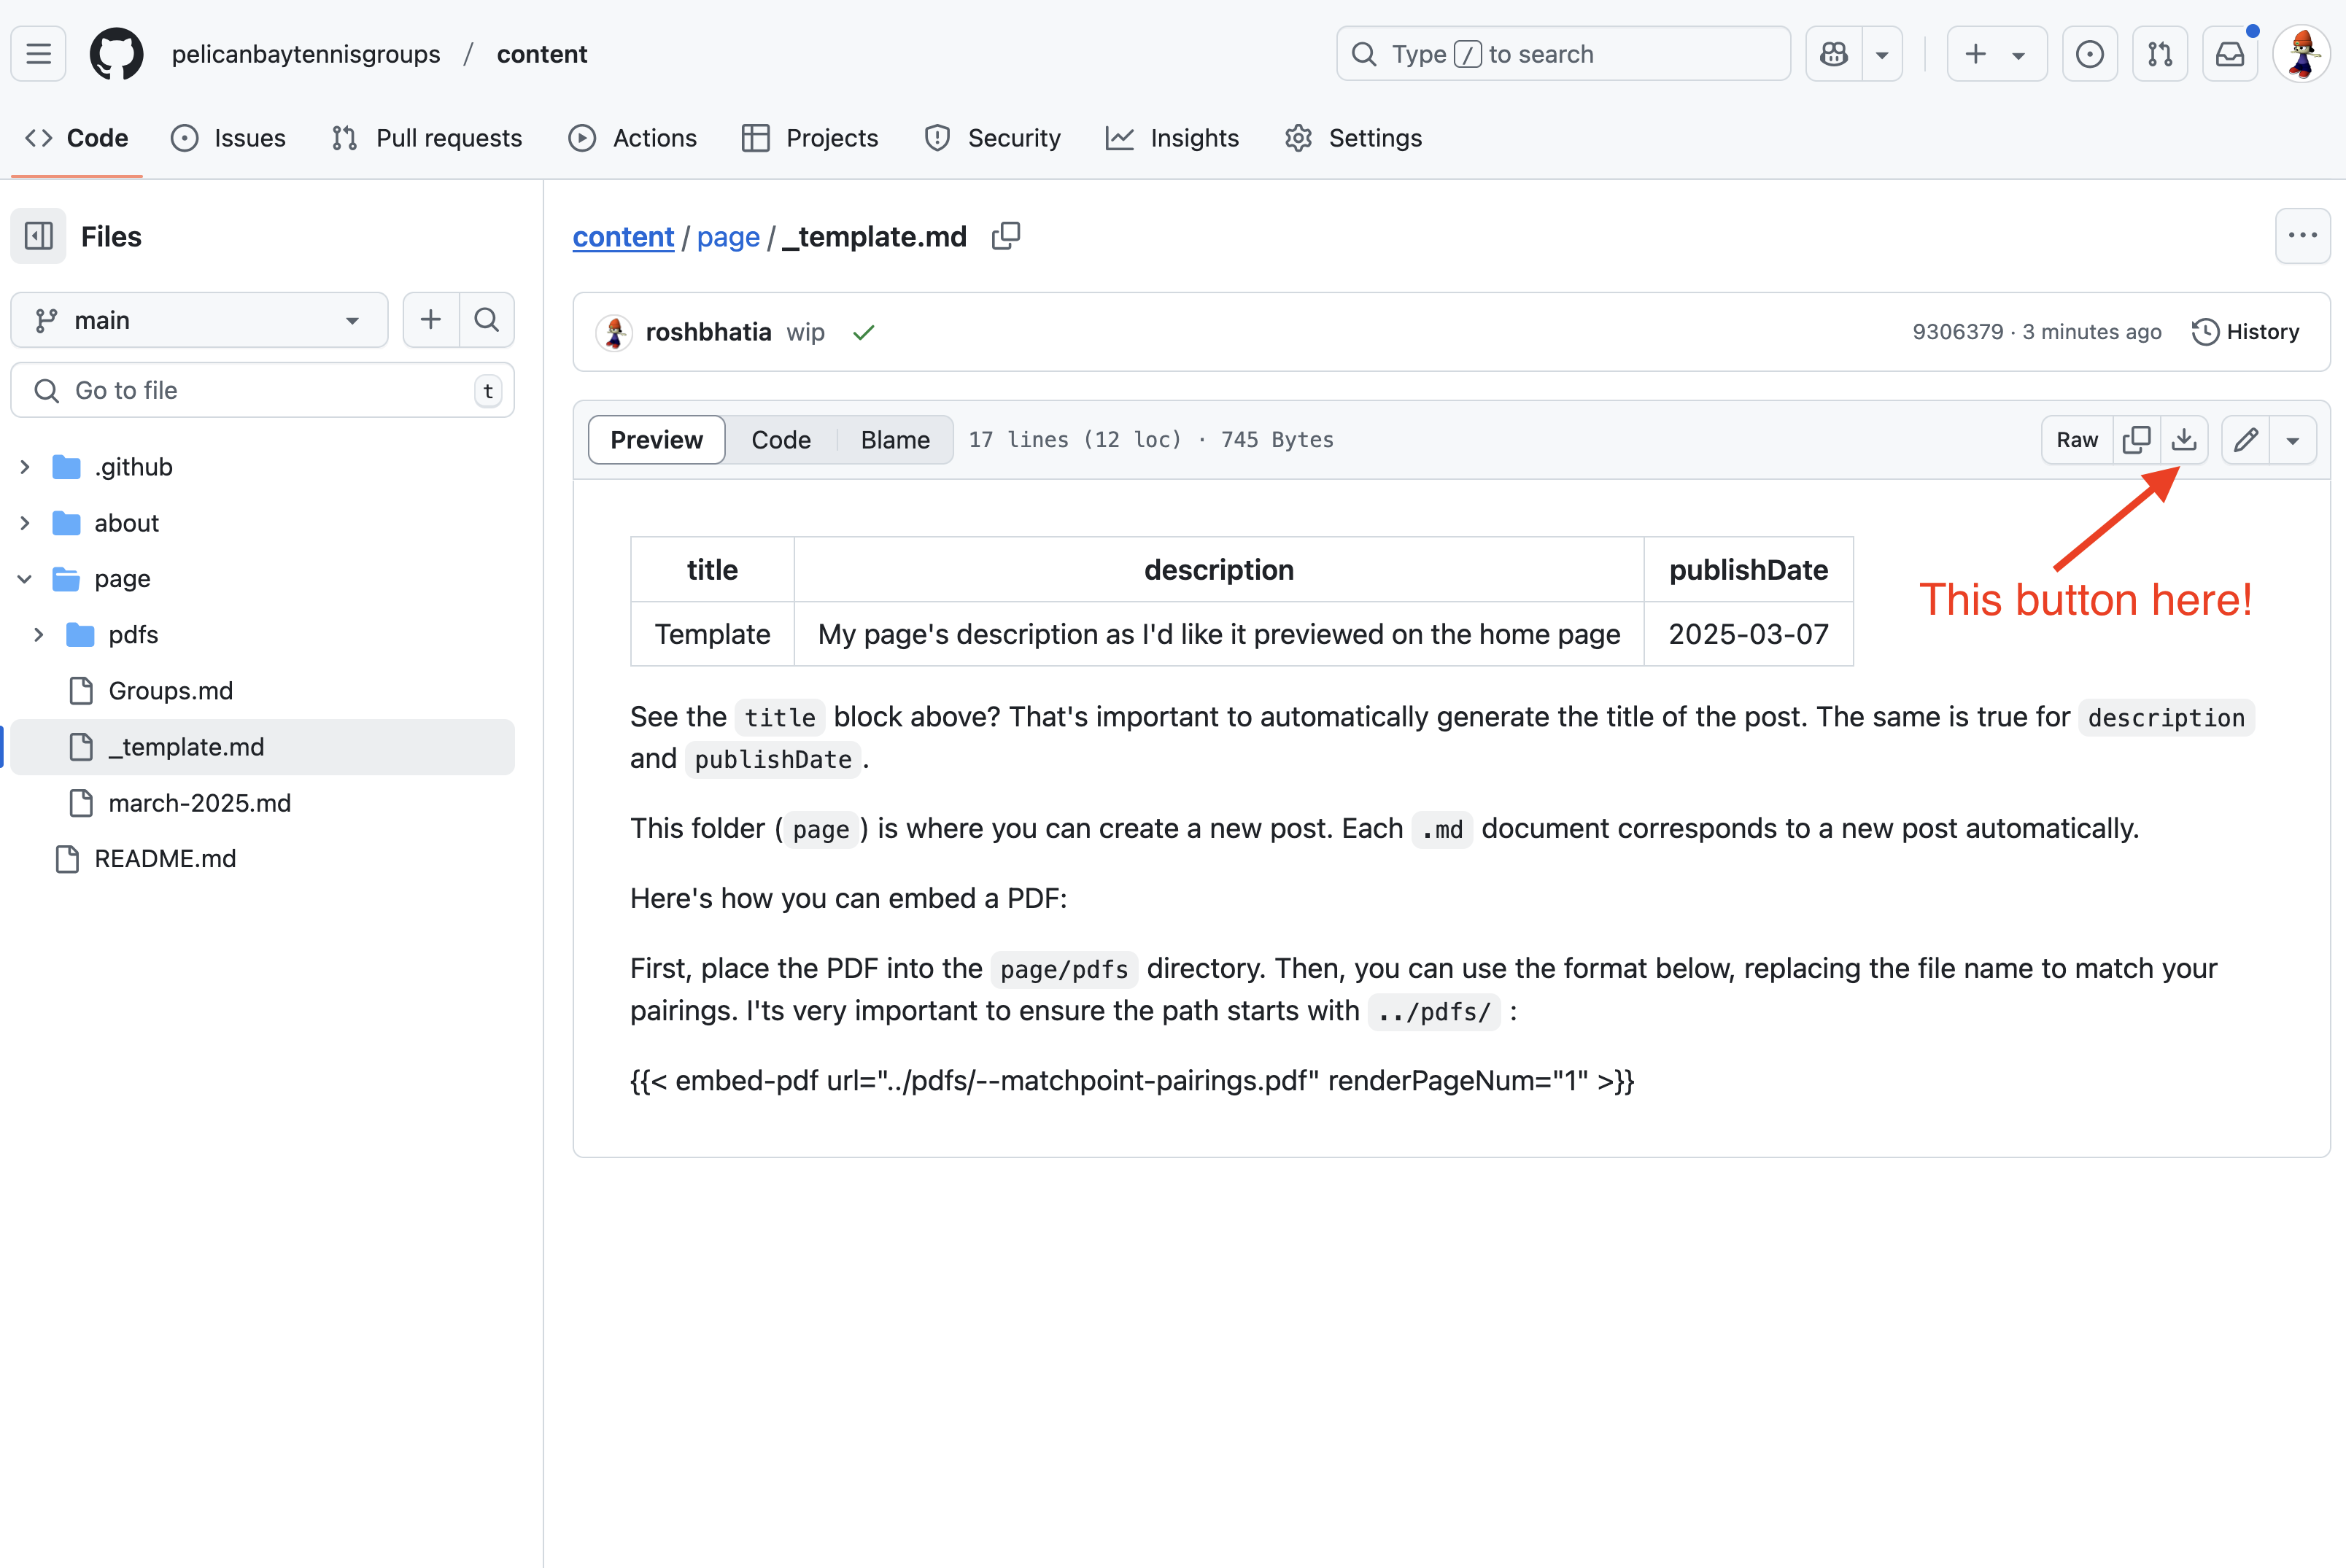 pelicanbaytennisgroups / content
Type / to search
Code
Issues
Pull requests
Actions
Projects
Security
Insights
Settings
Files
main
Go to file
t
.github
about
page
pdfs
Groups.md
_template.md
march-2025.md
README.md
content / page / _template.md
roshbhatia wip
9306379 · 3 minutes ago
History
Preview
Code
Blame
17 lines (12 loc) · 745 Bytes
Raw
This button here!
title description publishDate
Template My page's description as I'd like it previewed on the home page 2025-03-07
See the title block above? That's important to automatically generate the title of the post. The same is true for description
and publishDate.
This folder (page) is where you can create a new post. Each .md document corresponds to a new post automatically.
Here's how you can embed a PDF:
First, place the PDF into the page/pdfs directory. Then, you can use the format below, replacing the file name to match your
pairings. I'ts very important to ensure the path starts with ../pdfs/ :
{{< embed-pdf url="../pdfs/--matchpoint-pairings.pdf" renderPageNum="1" >}}